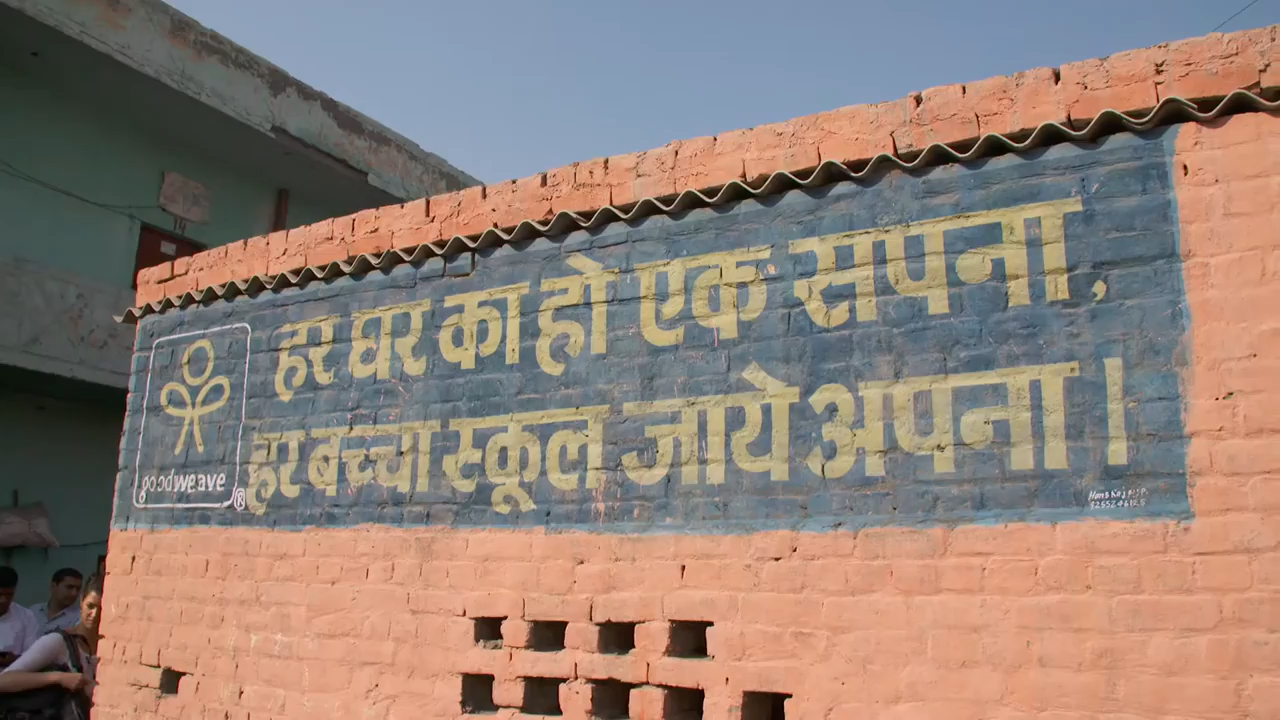 हर घर का हो एक सपना,
हर बच्चा स्कूल जाये अपना।
goodweave
®